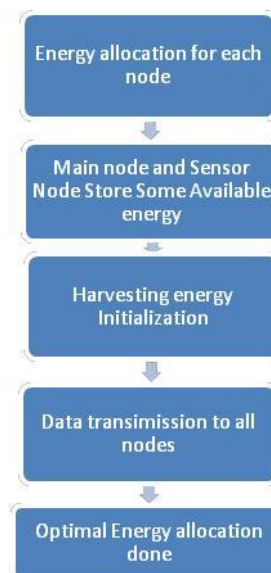 Energy allocation for each
node
Main node and Sensor
Node Store Some Available
energy
Harvesting energy
Initialization
Data transimission to all
nodes
Optimal Energy allocation
done